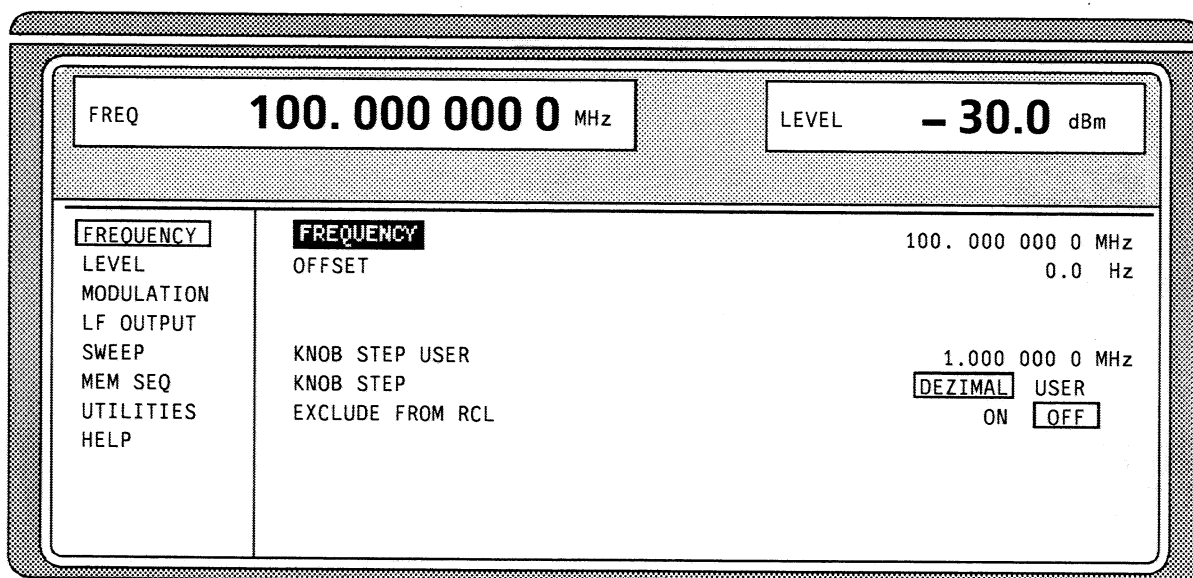 FREQ 100. 000 000 0 MHz LEVEL – 30.0 dBm
FREQUENCY
LEVEL
MODULATION
LF OUTPUT
SWEEP
MEM SEQ
UTILITIES
HELP
FREQUENCY 100. 000 000 0 MHz
OFFSET 0.0 Hz
KNOB STEP USER 1.000 000 0 MHz
KNOB STEP DEZIMAL USER
EXCLUDE FROM RCL ON OFF